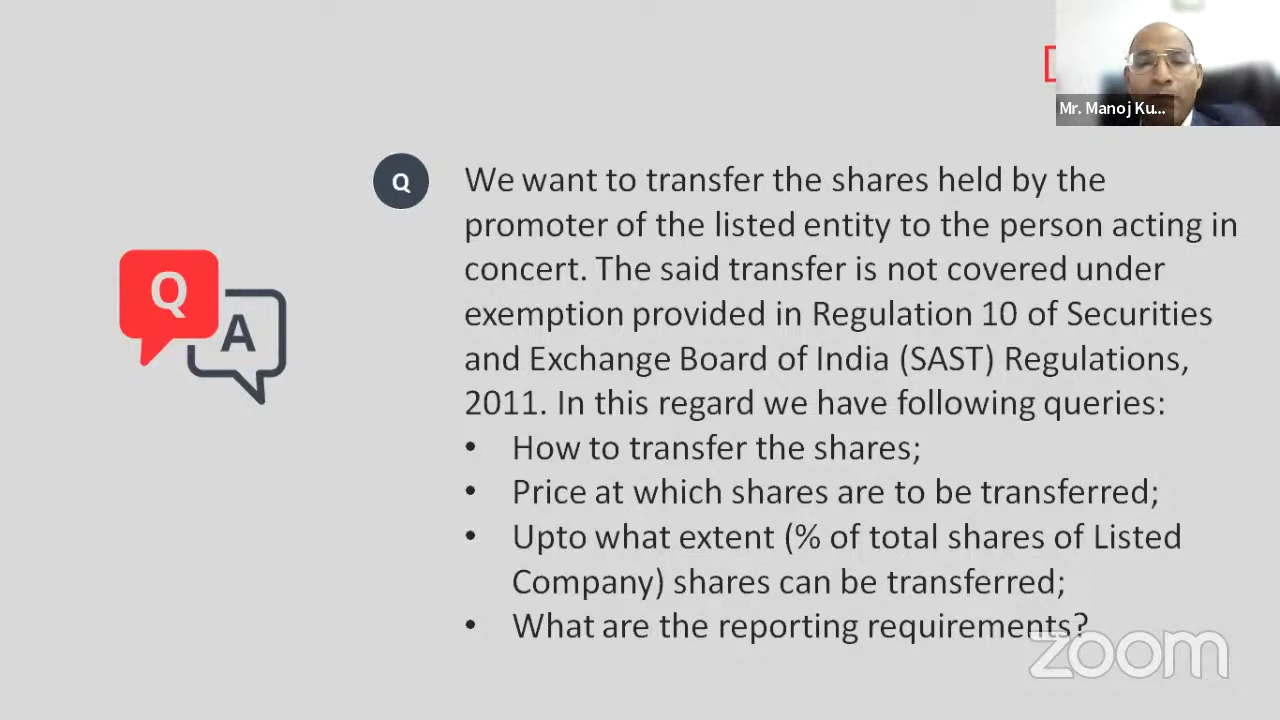 Mr. Manoj Ku...
Q
We want to transfer the shares held by the
promoter of the listed entity to the person acting in
concert. The said transfer is not covered under
exemption provided in Regulation 10 of Securities
and Exchange Board of India (SAST) Regulations,
2011. In this regard we have following queries:
• How to transfer the shares;
• Price at which shares are to be transferred;
• Upto what extent (% of total shares of Listed
Company) shares can be transferred;
• What are the reporting requirements?
Q
A
zoom